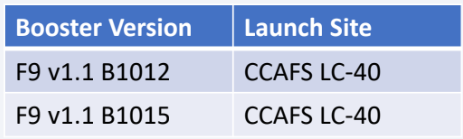 Booster Version Launch Site
F9 v1.1 B1012 CCAFS LC-40
F9 v1.1 B1015 CCAFS LC-40